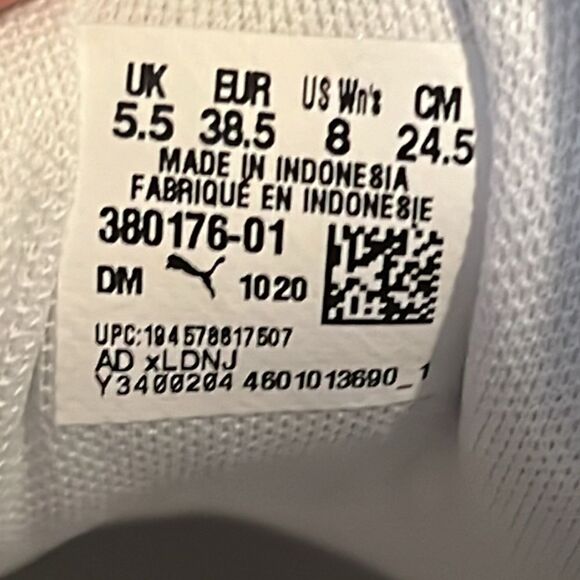 UK EUR US Wn's CM
5.5 38.5 8 24.5
MADE IN INDONESIA
FABRIQUÉ EN INDONESIE
380176-01
DM 1020
UPC:194578617507
AD xLDNJ
Y3400204 4601013690_1